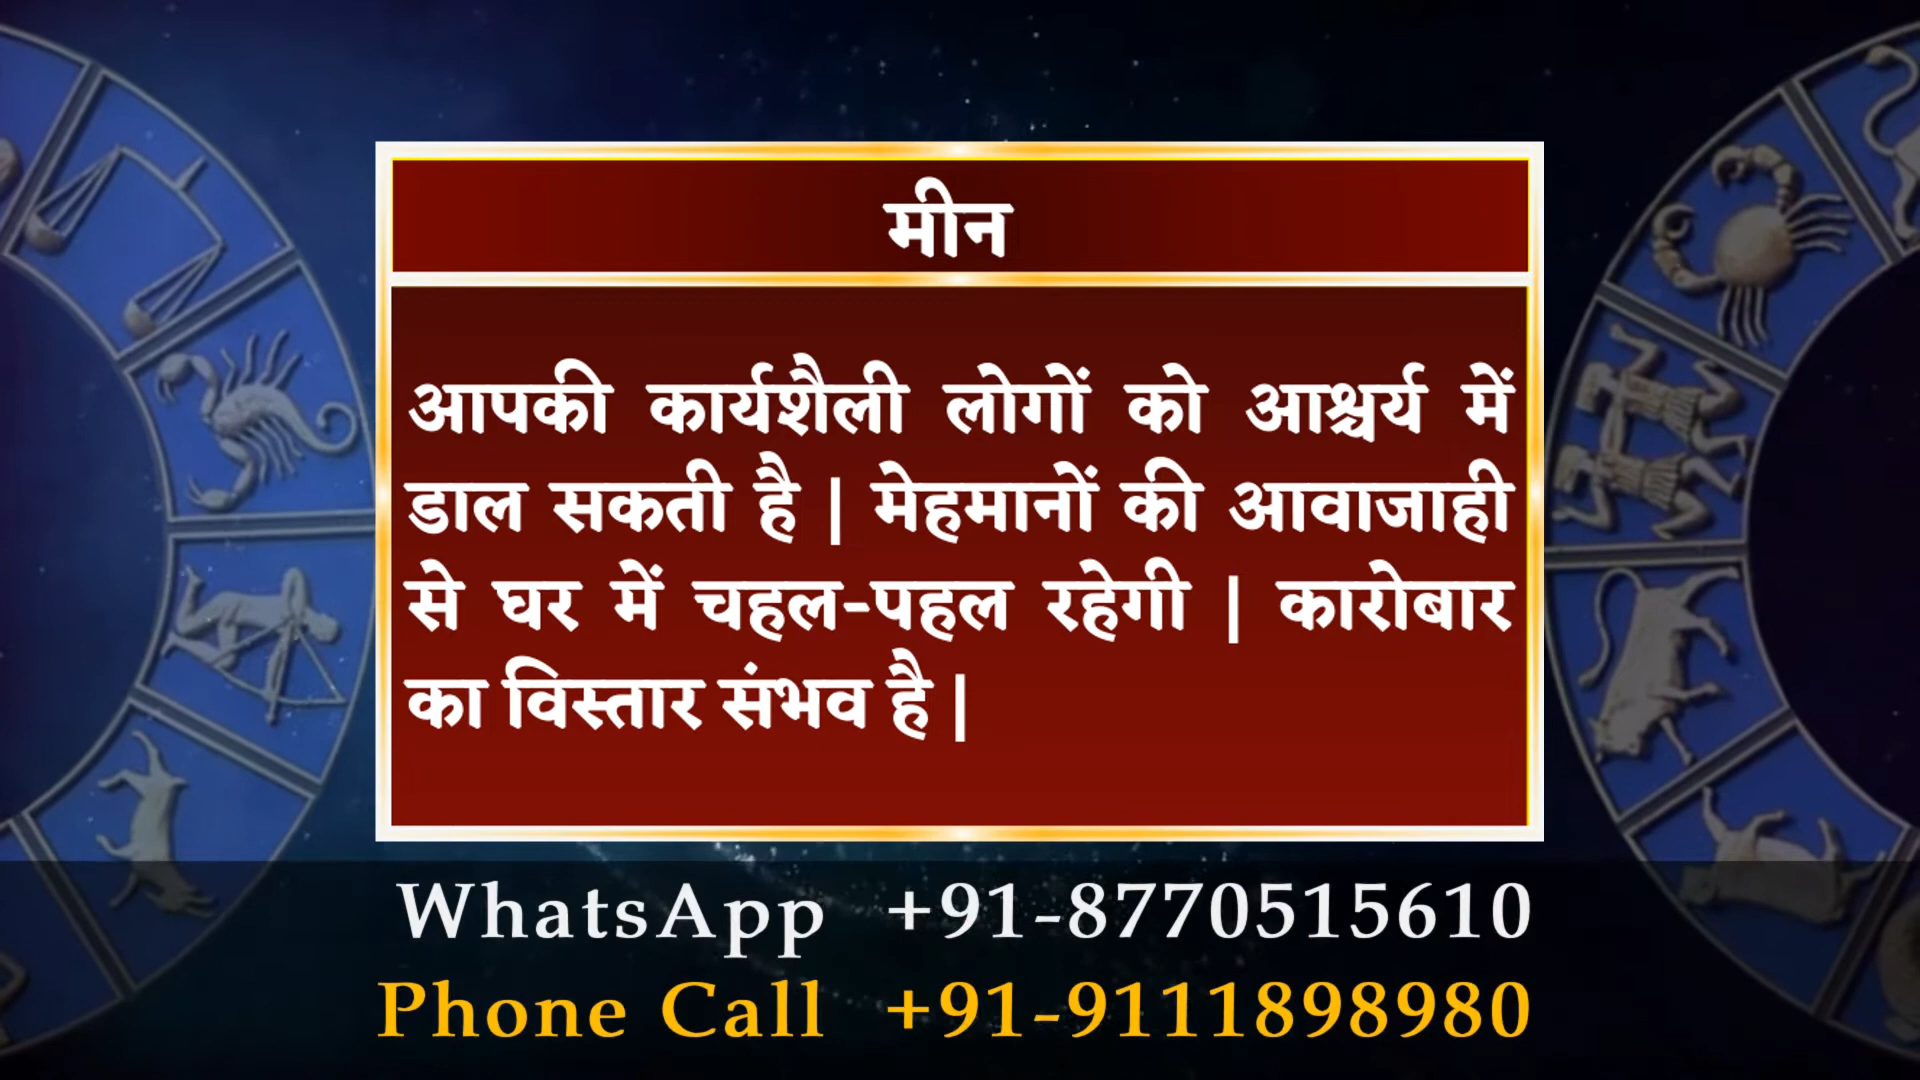 मीन
आपकी कार्यशैली लोगों को आश्चर्य में
डाल सकती है | मेहमानों की आवाजाही
से घर में चहल-पहल रहेगी | कारोबार
का विस्तार संभव है |
WhatsApp +91-8770515610
Phone Call +91-9111898980